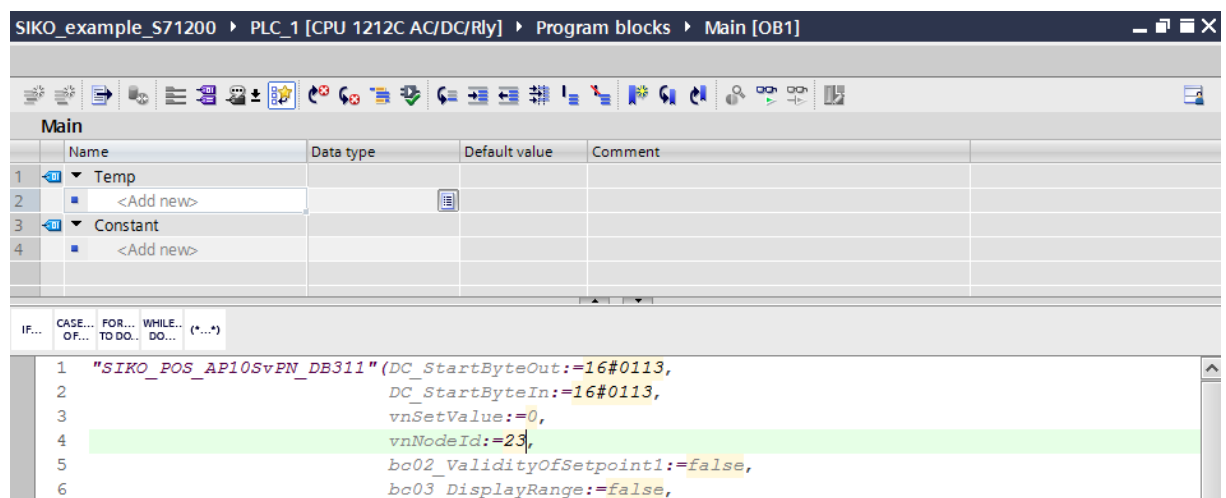 SIKO_example_S71200 ▸ PLC_1 [CPU 1212C AC/DC/Rly] ▸ Program blocks ▸ Main [OB1]
Main
Name Data type Default value Comment
1 Temp
2 <Add new>
3 Constant
4 <Add new>
IF... CASE... OF... FOR... TO DO.. WHILE.. DO... (*...*)
1 "SIKO_POS_AP10SvPN_DB311"(DC_StartByteOut:=16#0113,
2 DC_StartByteIn:=16#0113,
3 vnSetValue:=0,
4 vnNodeId:=23,
5 bc02_ValidityOfSetpoint1:=false,
6 bc03_DisplayRange:=false,